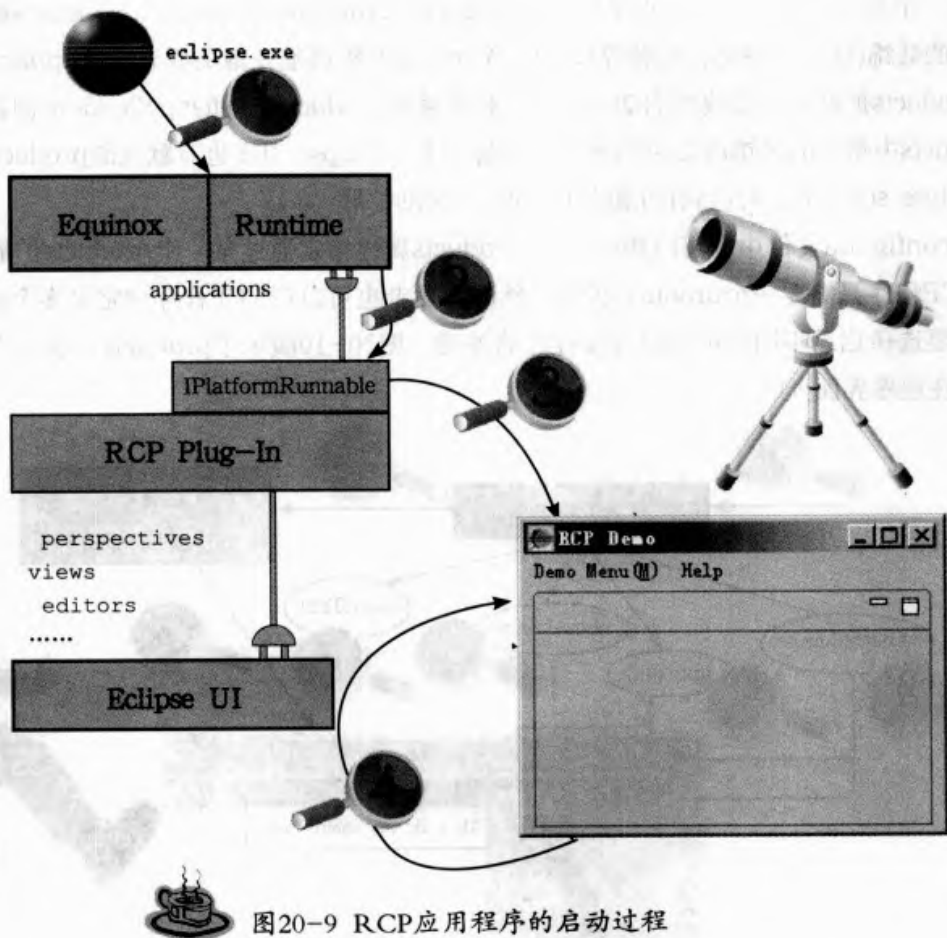 eclipse.exe
Equinox
Runtime
applications
IPlatformRunnable
RCP Plug-In
perspectives
views
editors
......
Eclipse UI
RCP Demo
Demo Menu(M) Help
图20-9 RCP应用程序的启动过程